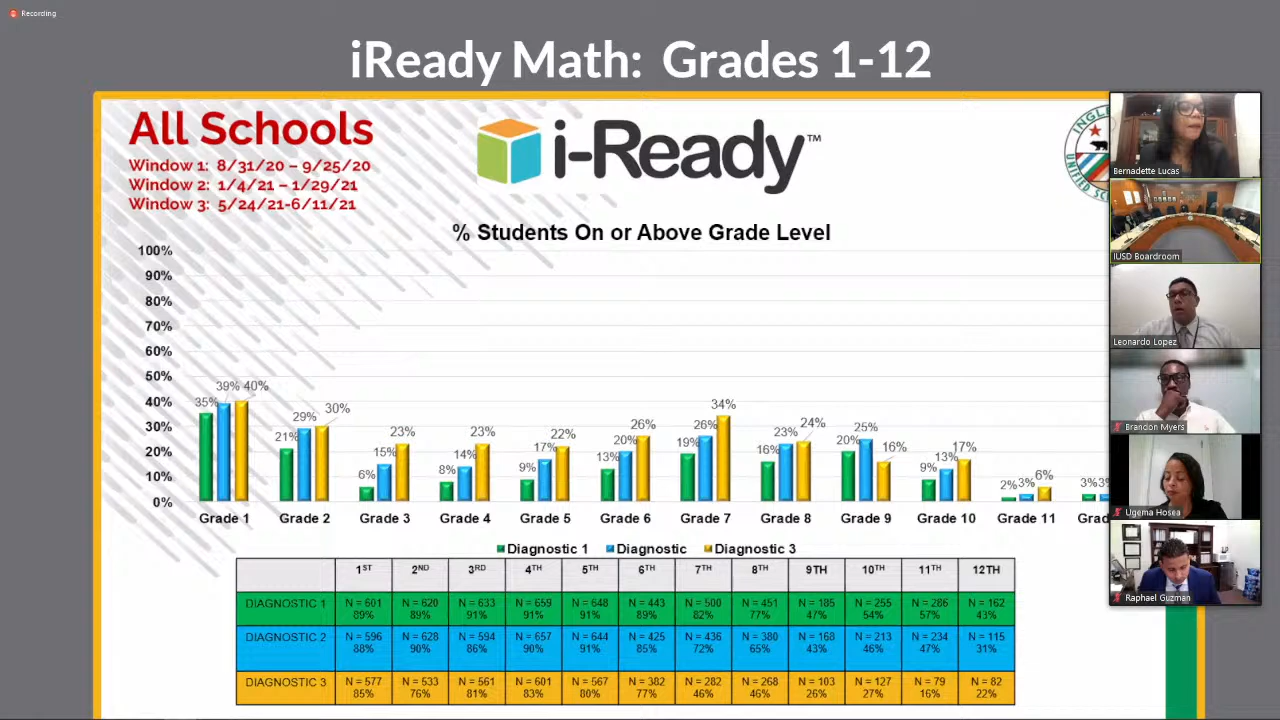 Recording
iReady Math: Grades 1-12
All Schools
Window 1: 8/31/20 – 9/25/20
Window 2: 1/4/21 – 1/29/21
Window 3: 5/24/21-6/11/21
i-Ready™
INGLE
UNITED SC
% Students On or Above Grade Level
100%
90%
80%
70%
60%
50%
40%
30%
20%
10%
0%
35% 39% 40%
21% 29% 30%
6% 15% 23%
8% 14% 23%
9% 17% 22%
13% 20% 26%
19% 26% 34%
16% 23% 24%
20% 25% 16%
9% 13% 17%
2% 3% 6%
3% 3%
Grade 1 Grade 2 Grade 3 Grade 4 Grade 5 Grade 6 Grade 7 Grade 8 Grade 9 Grade 10 Grade 11 Grad
Diagnostic 1 Diagnostic Diagnostic 3
1ST 2ND 3RD 4TH 5TH 6TH 7TH 8TH 9TH 10TH 11TH 12TH
DIAGNOSTIC 1 N = 601 N = 620 N = 633 N = 659 N = 648 N = 443 N = 500 N = 451 N = 185 N = 255 N = 286 N = 162
89% 89% 91% 91% 91% 89% 82% 77% 47% 54% 57% 43%
DIAGNOSTIC 2 N = 596 N = 628 N = 594 N = 657 N = 644 N = 425 N = 436 N = 380 N = 168 N = 213 N = 234 N = 115
88% 90% 86% 90% 91% 85% 72% 65% 43% 46% 47% 31%
DIAGNOSTIC 3 N = 577 N = 533 N = 561 N = 601 N = 567 N = 382 N = 282 N = 268 N = 103 N = 127 N = 79 N = 82
85% 76% 81% 83% 80% 77% 46% 46% 26% 27% 16% 22%
Bernadette Lucas
IUSD Boardroom
Leonardo Lopez
Brandon Myers
Ugema Hosea
Raphael Guzman